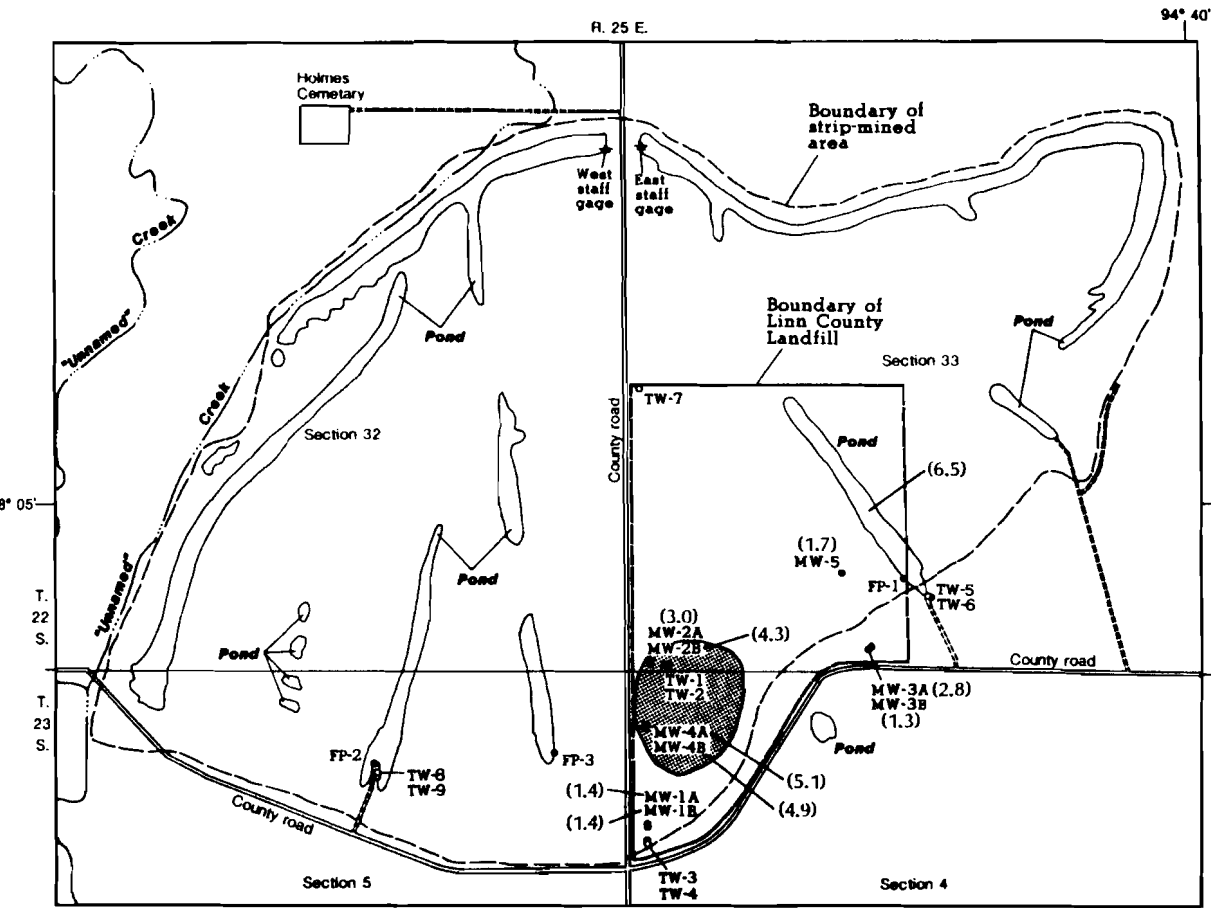 94° 40'
R. 25 E.
Holmes
Cemetary
Boundary of
strip-mined
area
West
staff
gage
East
staff
gage
Creek
"Unnamed"
Pond
Boundary of
Linn County
Landfill
Pond
Section 33
TW-7
Creek
County road
Section 32
Pond
(6.5)
8° 05'
(1.7)
MW-5
Pond
FP-1
TW-5
TW-6
"Unnamed"
T.
22
S.
(3.0)
MW-2A
MW-2B
(4.3)
Pond
County road
TW-1
TW-2
MW-3A (2.8)
MW-3B
(1.3)
T.
23
S.
MW-4A
MW-4B
Pond
FP-2
FP-3
TW-8
TW-9
(5.1)
(1.4)
MW-1A
(4.9)
County road
(1.4)
MW-1B
TW-3
TW-4
Section 5
Section 4